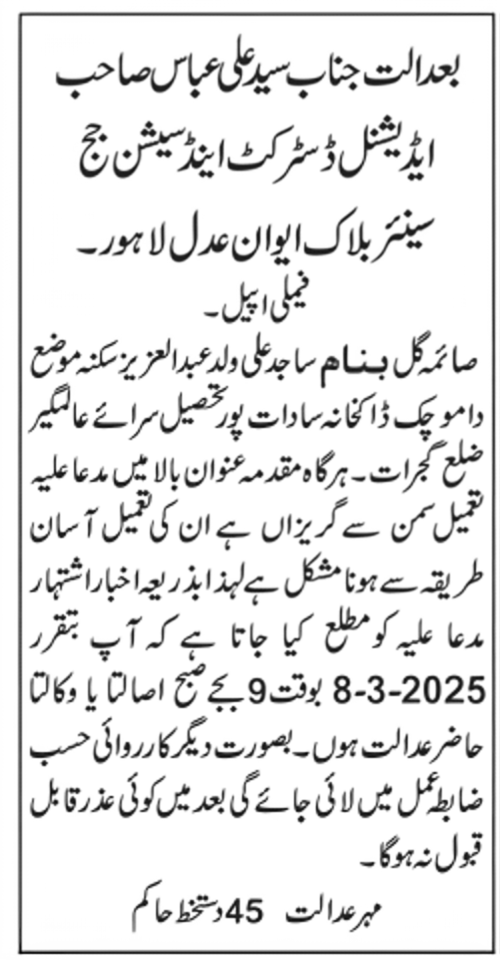 بعدالت جناب سید علی عباس صاحب
ایڈیشنل ڈسٹرکٹ اینڈ سیشن جج
سینئر بلاک ایوان عدل لاہور۔
فیملی اپیل۔
صائمہ گل بنام ساجد علی ولد عبدالعزیز سکنہ موضع
دامو چک ڈاکخانہ سادات پور تحصیل سرائے عالمگیر
ضلع گجرات۔ ہرگاہ مقدمہ عنوان بالا میں مدعا علیہ
تعمیل سمن سے گریزاں ہے ان کی تعمیل آسان
طریقہ سے ہونا مشکل ہے لہذا بذریعہ اخبار اشتہار
مدعا علیہ کو مطلع کیا جاتا ہے کہ آپ بتقرر
8-3-2025 بوقت 9 بجے صبح اصالتا یا وکالتا
حاضر عدالت ہوں۔ بصورت دیگر کارروائی حسب
ضابطہ عمل میں لائی جائے گی بعد میں کوئی عذر قابل
قبول نہ ہوگا۔
مہر عدالت 45 دستخط حاکم